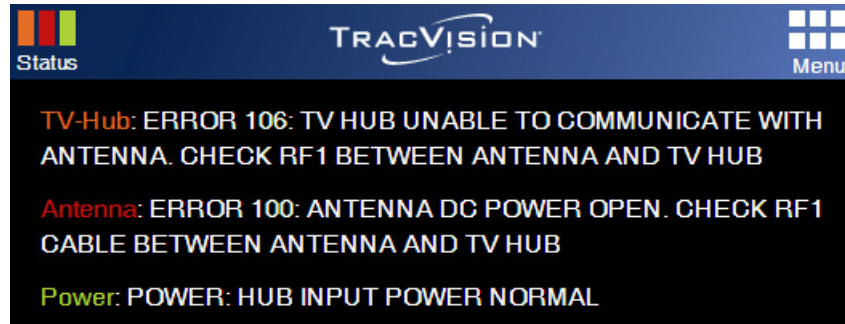 Status
TRACVISION
Menu
TV-Hub: ERROR 106: TV HUB UNABLE TO COMMUNICATE WITH
ANTENNA. CHECK RF1 BETWEEN ANTENNA AND TV HUB
Antenna: ERROR 100: ANTENNA DC POWER OPEN. CHECK RF1
CABLE BETWEEN ANTENNA AND TV HUB
Power: POWER: HUB INPUT POWER NORMAL